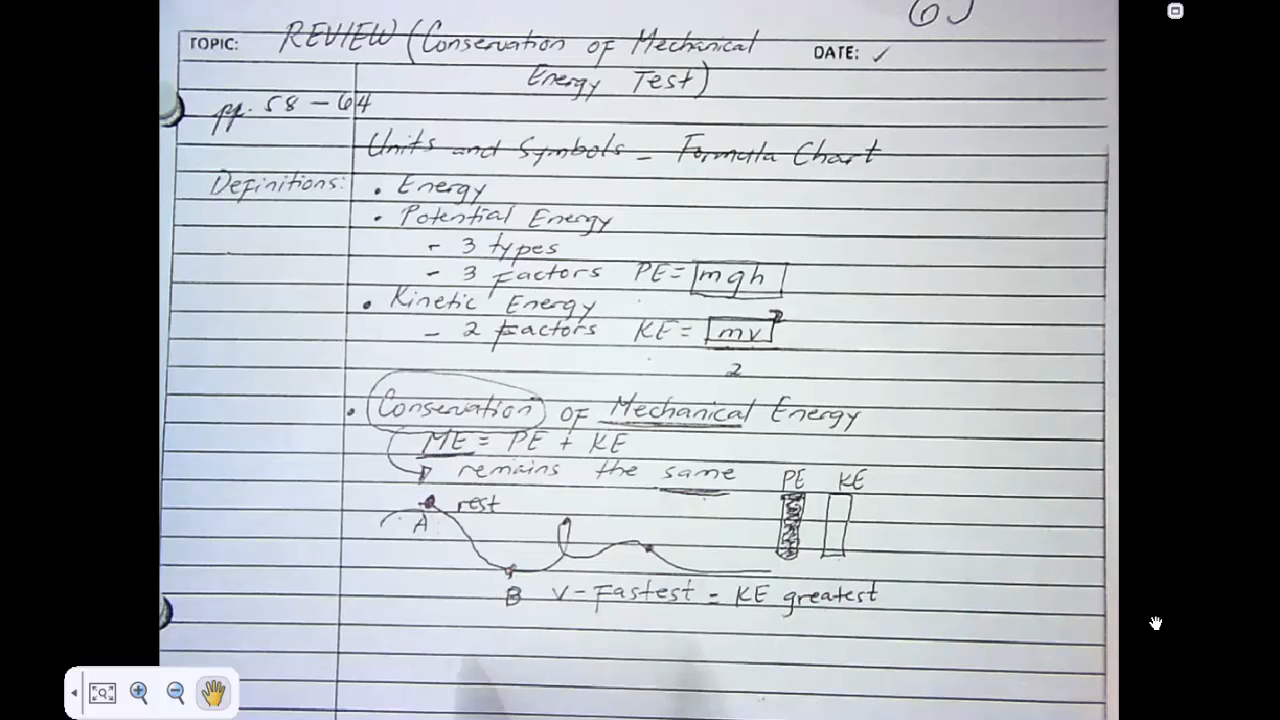 65
TOPIC: REVIEW (Conservation of Mechanical DATE: ✓
Energy Test)
pp. 58 - 64
Units and Symbols - Formula Chart
Definitions: • Energy
• Potential Energy
- 3 types
- 3 Factors PE = mgh
• Kinetic Energy
- 2 Factors KE = mv²
2
• Conservation of Mechanical Energy
ME = PE + KE
remains the same PE KE
rest
A
B V - Fastest = KE greatest